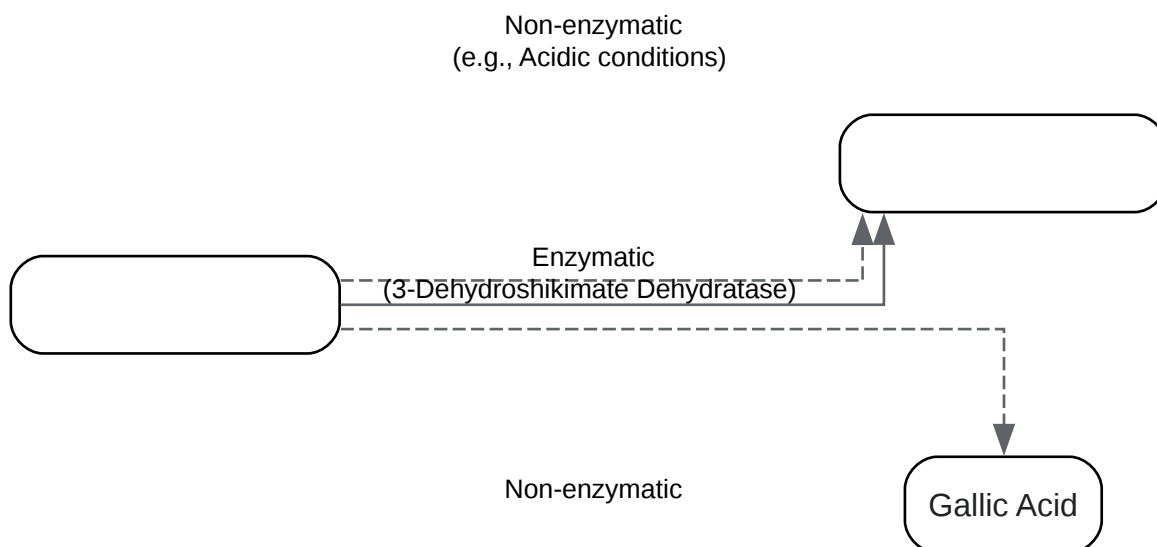 Non-enzymatic
(e.g., Acidic conditions)
Enzymatic
(3-Dehydroshikimate Dehydratase)
Non-enzymatic
Gallic Acid